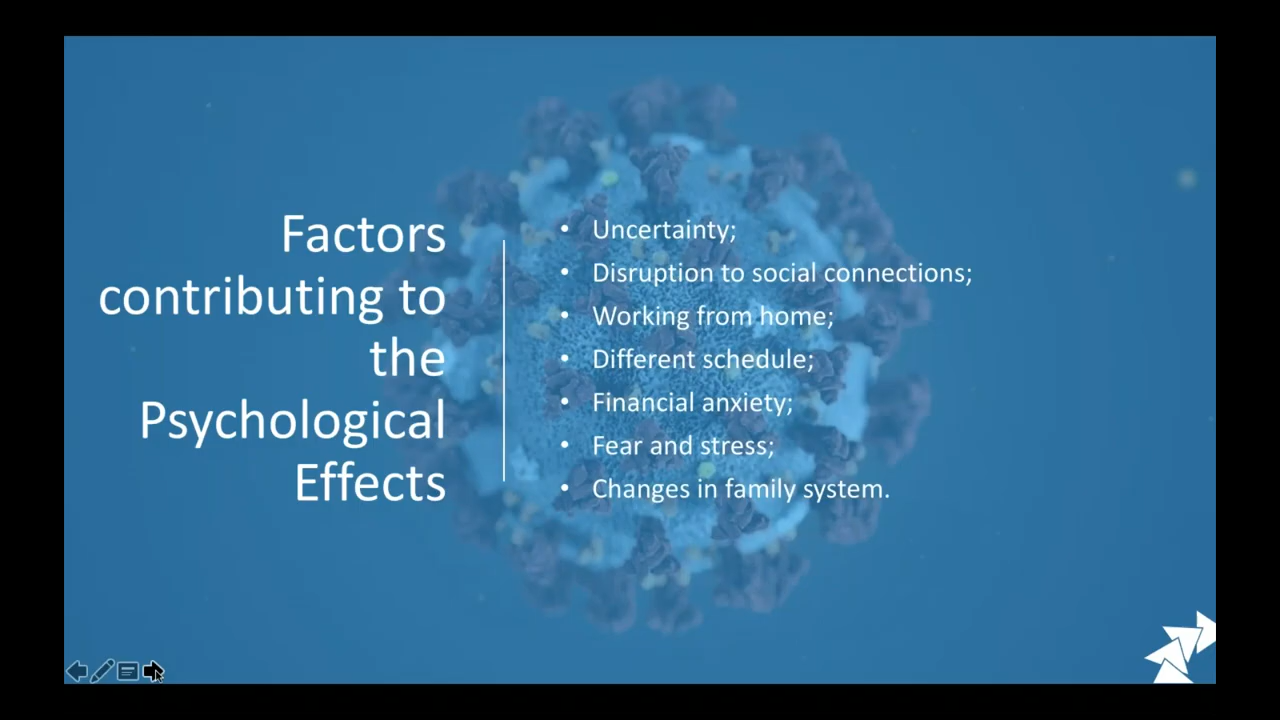 Factors
contributing to
the
Psychological
Effects
• Uncertainty;
• Disruption to social connections;
• Working from home;
• Different schedule;
• Financial anxiety;
• Fear and stress;
• Changes in family system.